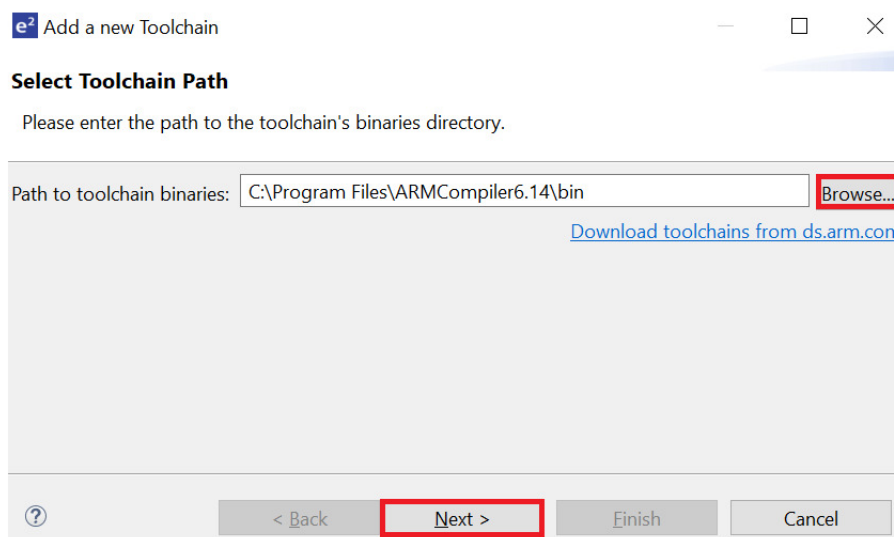 e² Add a new Toolchain
Select Toolchain Path
Please enter the path to the toolchain's binaries directory.
Path to toolchain binaries: C:\Program Files\ARMCompiler6.14\bin Browse...
Download toolchains from ds.arm.con
? < Back Next > Finish Cancel